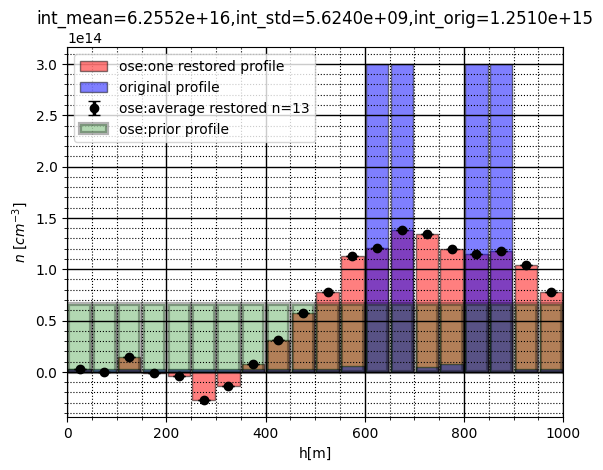 int_mean=6.2552e+16,int_std=5.6240e+09,int_orig=1.2510e+15
1e14
3.0
2.5
2.0
1.5
1.0
0.5
0.0
n [cm⁻³]
ose:one restored profile
original profile
ose:average restored n=13
ose:prior profile
0 200 400 600 800 1000
h[m]